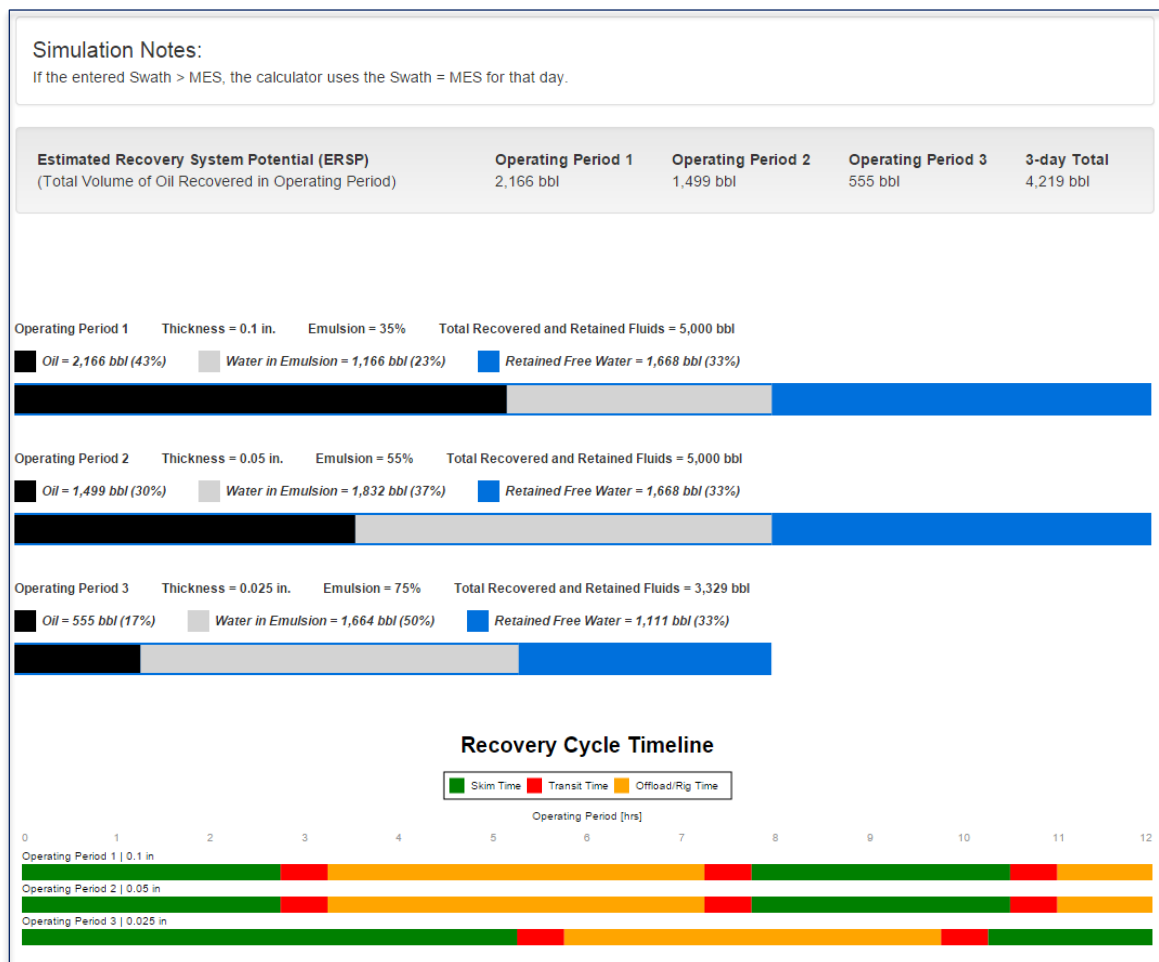 Simulation Notes:
If the entered Swath > MES, the calculator uses the Swath = MES for that day.
Estimated Recovery System Potential (ERSP) Operating Period 1 Operating Period 2 Operating Period 3 3-day Total
(Total Volume of Oil Recovered in Operating Period) 2,166 bbl 1,499 bbl 555 bbl 4,219 bbl
Operating Period 1 Thickness = 0.1 in. Emulsion = 35% Total Recovered and Retained Fluids = 5,000 bbl
Oil = 2,166 bbl (43%) Water in Emulsion = 1,166 bbl (23%) Retained Free Water = 1,668 bbl (33%)
Operating Period 2 Thickness = 0.05 in. Emulsion = 55% Total Recovered and Retained Fluids = 5,000 bbl
Oil = 1,499 bbl (30%) Water in Emulsion = 1,832 bbl (37%) Retained Free Water = 1,668 bbl (33%)
Operating Period 3 Thickness = 0.025 in. Emulsion = 75% Total Recovered and Retained Fluids = 3,329 bbl
Oil = 555 bbl (17%) Water in Emulsion = 1,664 bbl (50%) Retained Free Water = 1,111 bbl (33%)
Recovery Cycle Timeline
Skim Time Transit Time Offload/Rig Time
Operating Period [hrs]
0 1 2 3 4 5 6 7 8 9 10 11 12
Operating Period 1 | 0.1 in
Operating Period 2 | 0.05 in
Operating Period 3 | 0.025 in